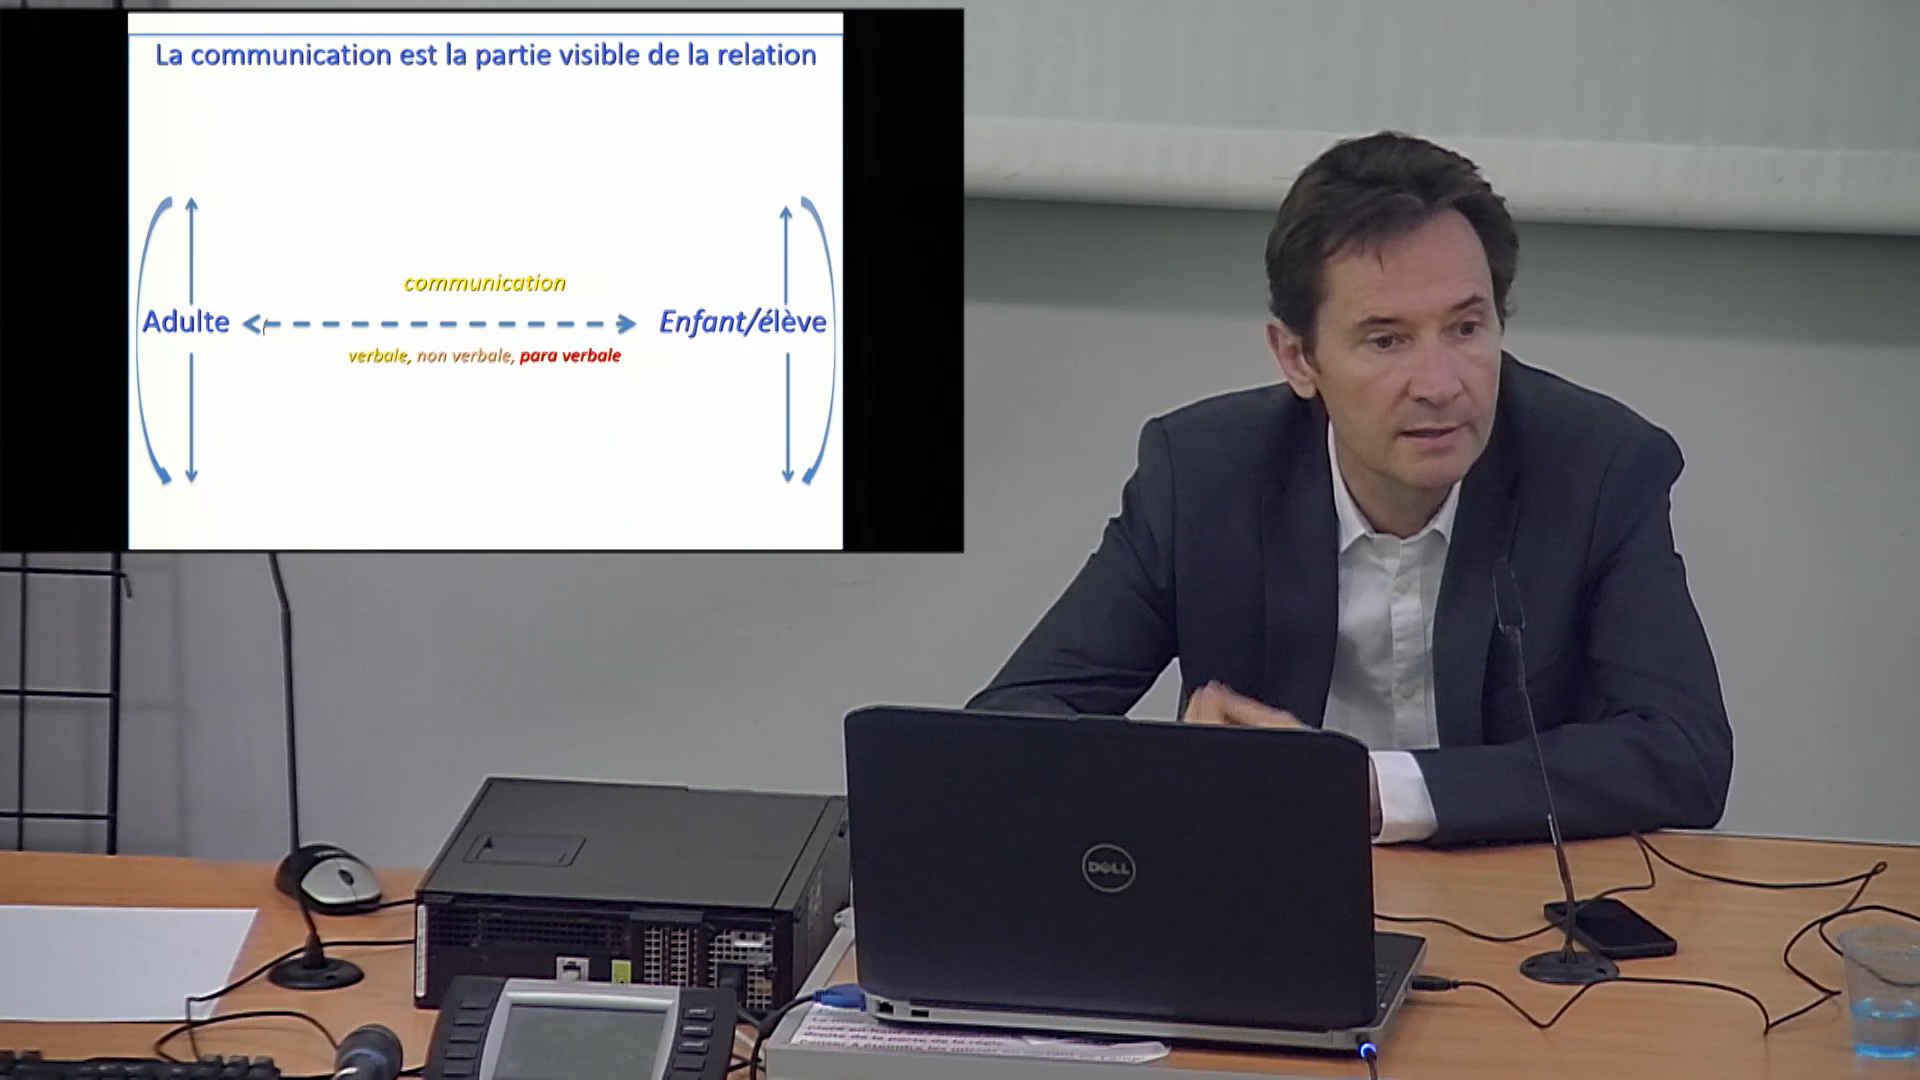 La communication est la partie visible de la relation
communication
Adulte Enfant/élève
verbale, non verbale, para verbale
DELL